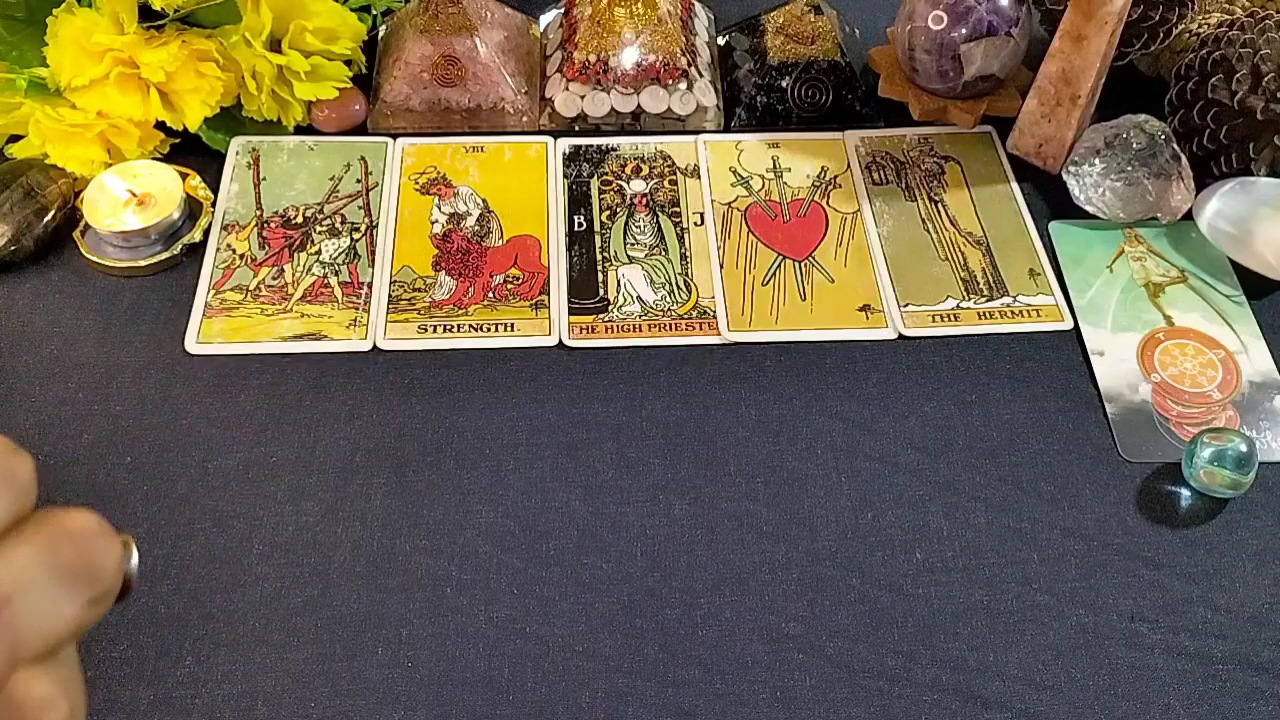 V
VIII
STRENGTH.
B
J
THE HIGH PRIESTE
III
THE HERMIT.